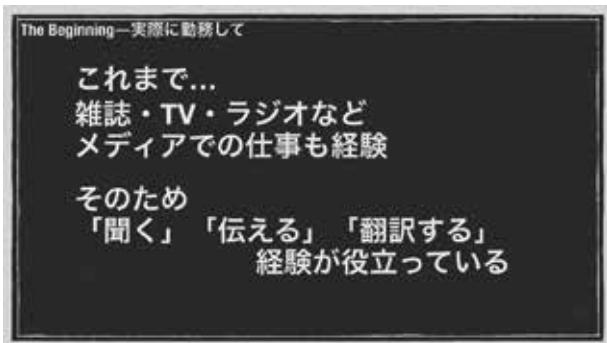 The Beginning—実際に勤務して
これまで...
雑誌・TV・ラジオなど
メディアでの仕事も経験
そのため
「聞く」「伝える」「翻訳する」
経験が役立っている